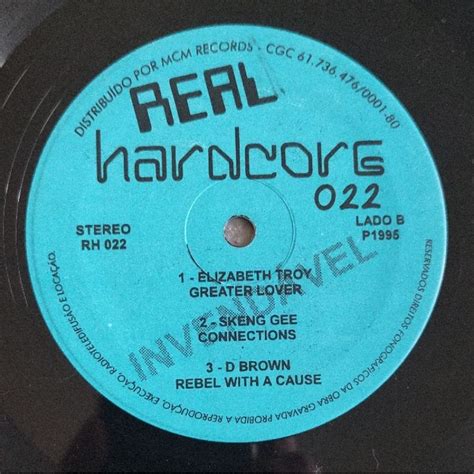 DISTRIBUÍDO POR MCM RECORDS - CGC 61.736.476/0001-80
REAL
hardcore
022
STEREO
RH 022
LADO B
P1995
1 - ELIZABETH TROY
GREATER LOVER
2 - SKENG GEE
CONNECTIONS
3 - D BROWN
REBEL WITH A CAUSE
INVENDÁVEL
RESERVADOS DIREITOS FONOGRÁFICOS DA OBRA GRAVADA PROIBIDA A REPRODUÇÃO, EXECUÇÃO, RADIOTELEDIFUSÃO E LOCAÇÃO